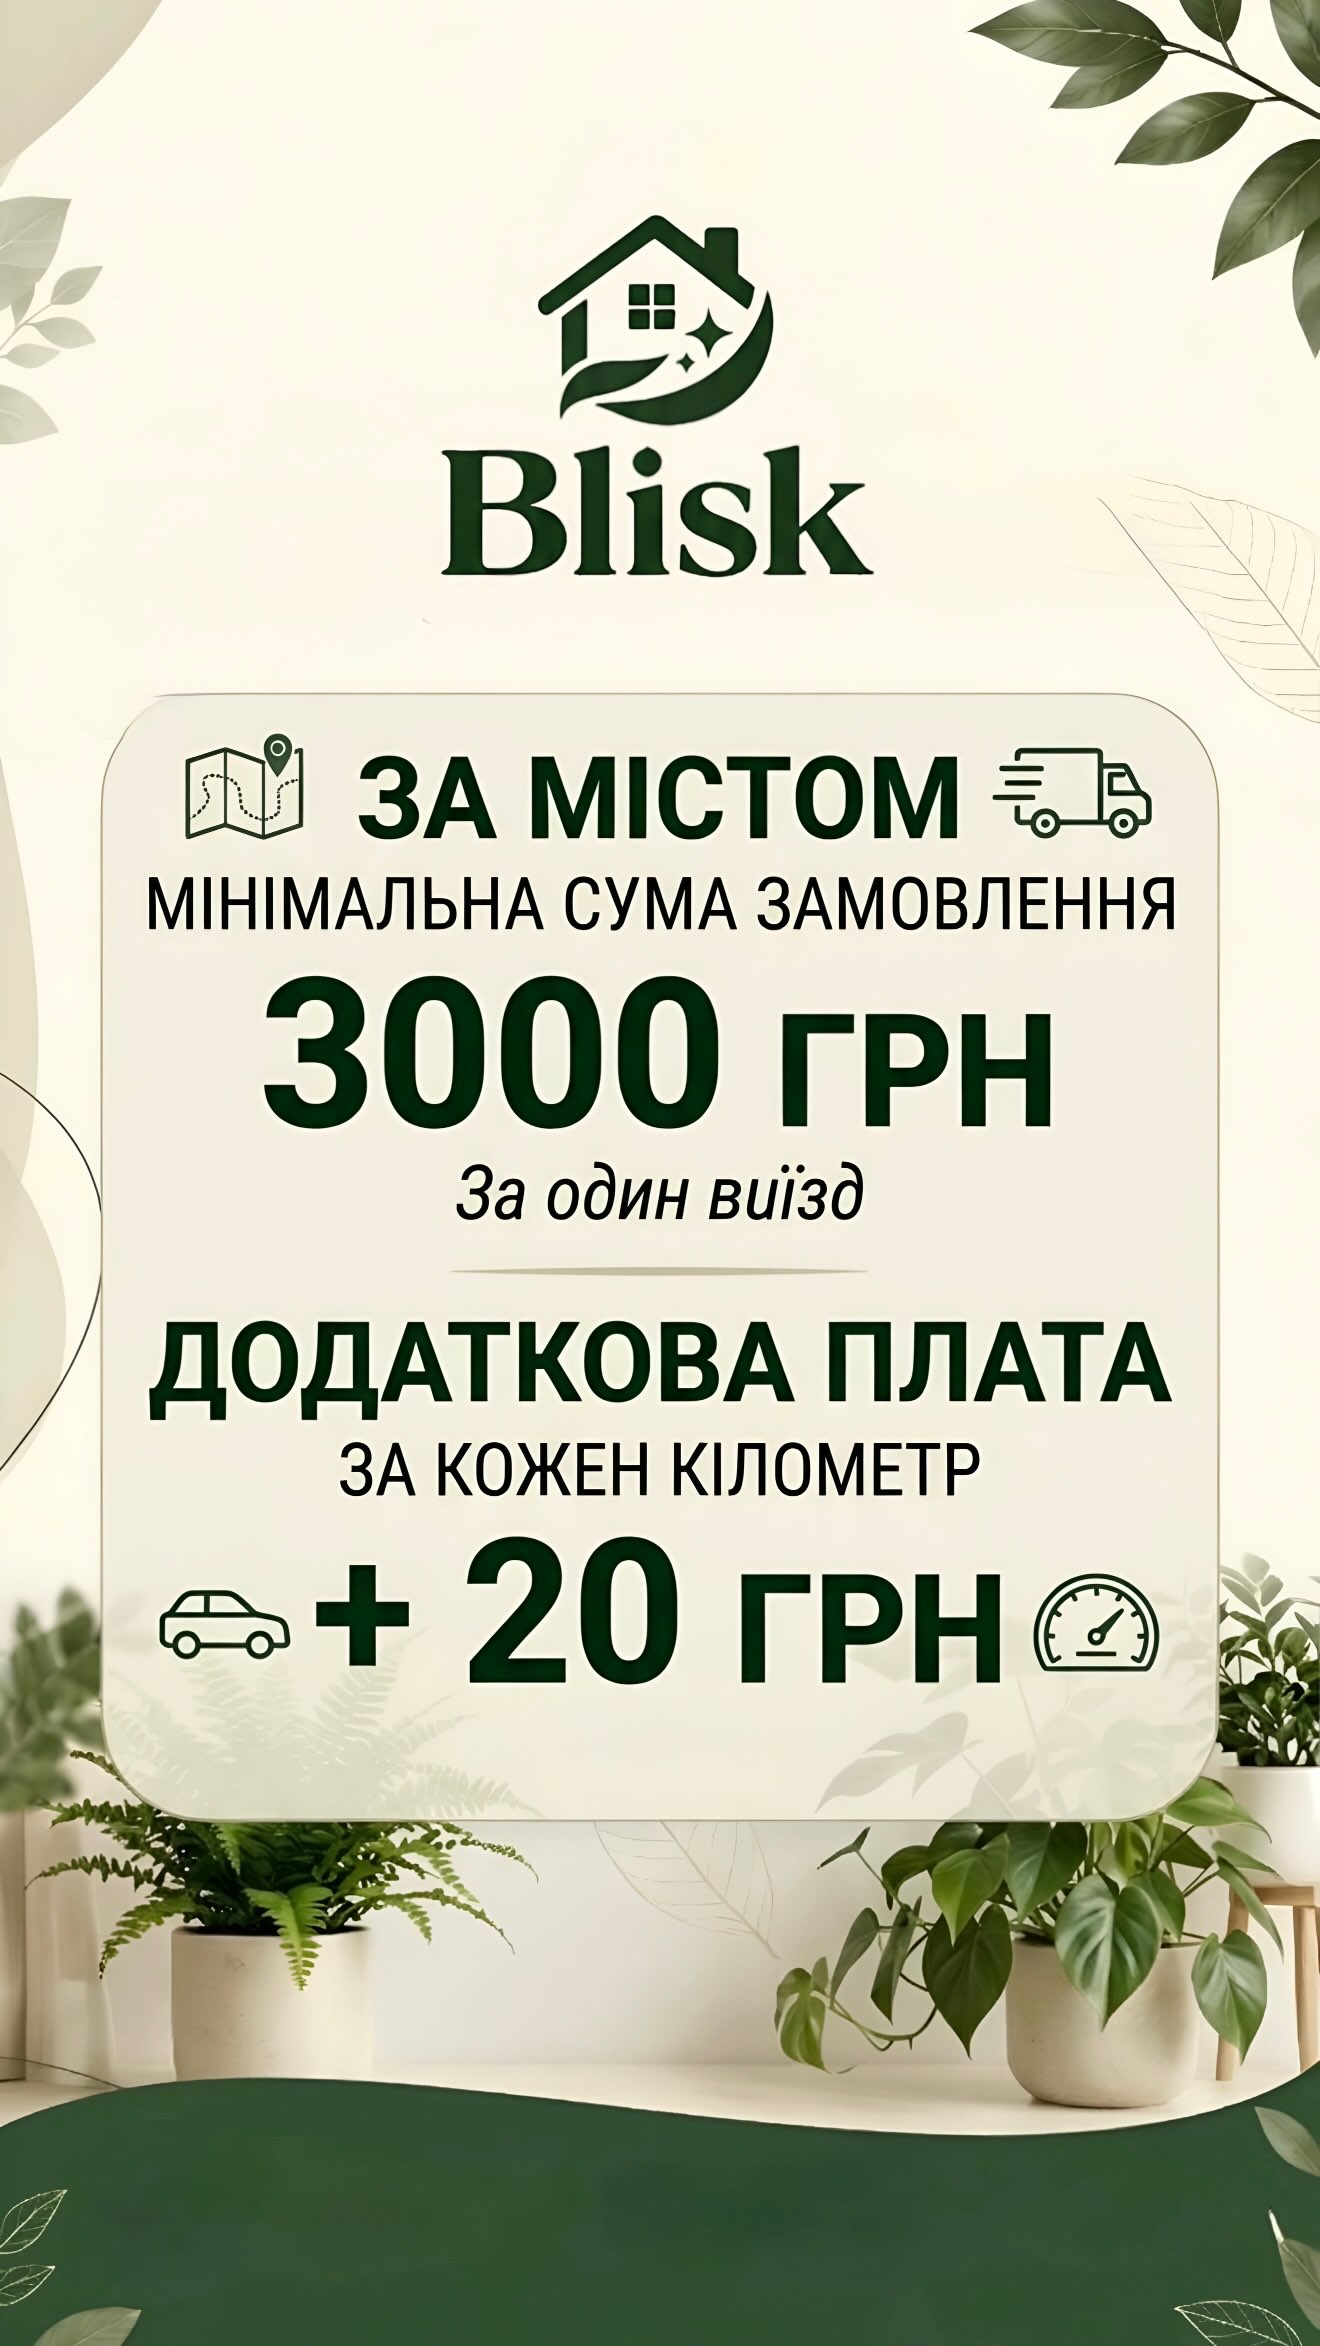 Blisk
ЗА МІСТОМ
МІНІМАЛЬНА СУМА ЗАМОВЛЕННЯ
3000 ГРН
За один виїзд
ДОДАТКОВА ПЛАТА
ЗА КОЖЕН КІЛОМЕТР
+ 20 ГРН